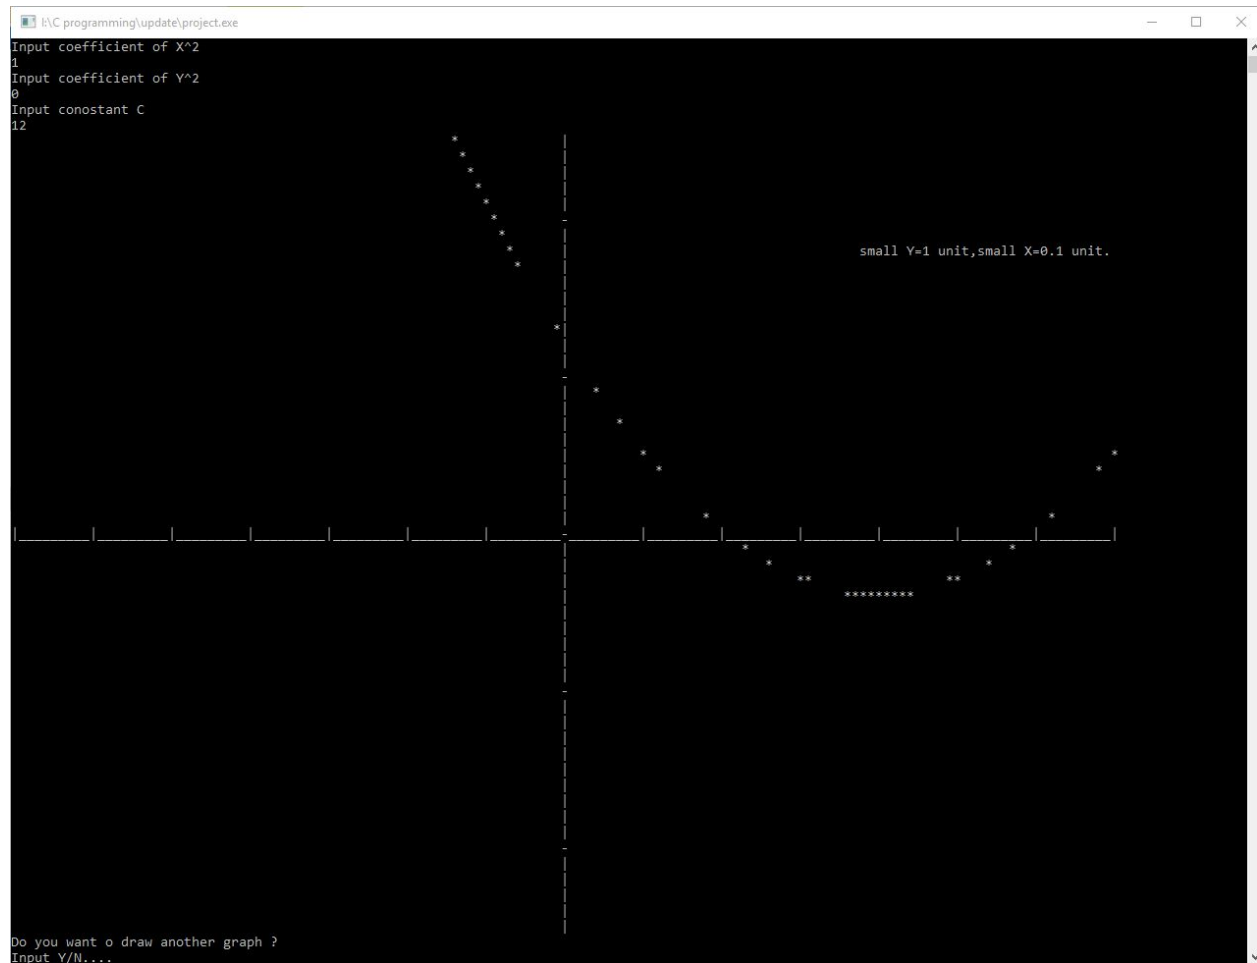 I:\C programming\update\project.exe
Input coefficient of X^2
1
Input coefficient of Y^2
0
Input conostant C
12
small Y=1 unit,small X=0.1 unit.
Do you want o draw another graph ?
Input Y/N....